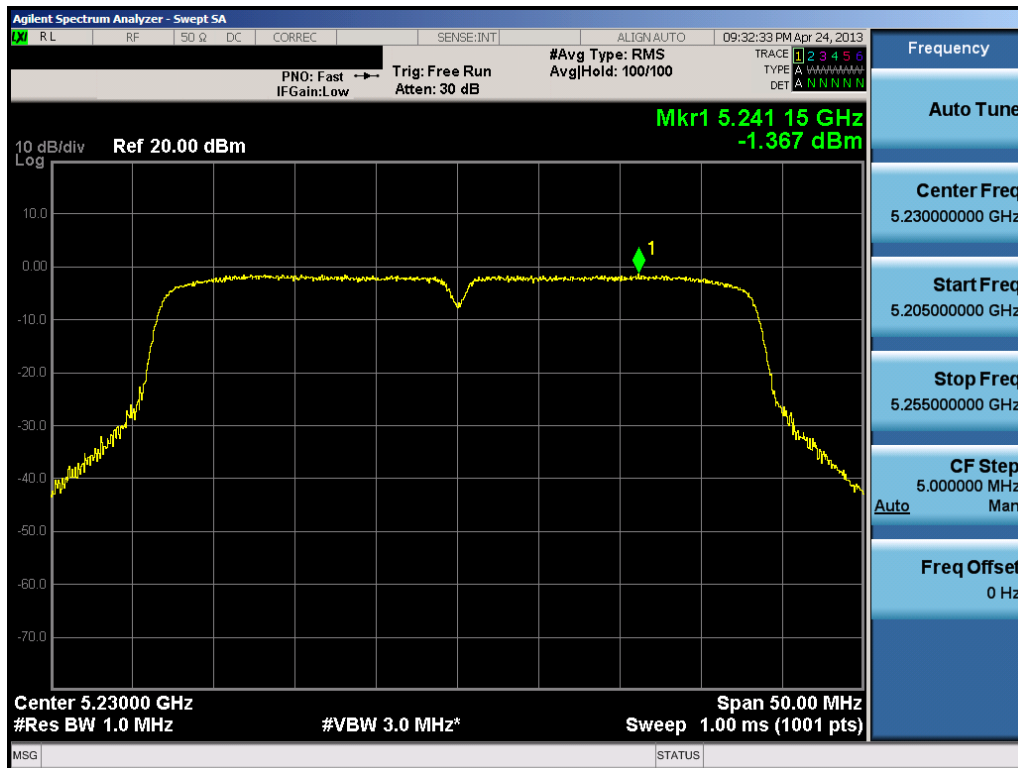 Agilent Spectrum Analyzer - Swept SA
LXI RL RF 50 Ω DC CORREC SENSE:INT ALIGN AUTO 09:32:33 PM Apr 24, 2013
PNO: Fast
IFGain:Low
Trig: Free Run
Atten: 30 dB
#Avg Type: RMS
Avg|Hold: 100/100
TRACE 1 2 3 4 5 6
TYPE A WWWWWW
DET A N N N N N
Mkr1 5.241 15 GHz
-1.367 dBm
10 dB/div Ref 20.00 dBm
Log
10.0
0.00
-10.0
-20.0
-30.0
-40.0
-50.0
-60.0
-70.0
1
Center 5.23000 GHz Span 50.00 MHz
#Res BW 1.0 MHz #VBW 3.0 MHz* Sweep 1.00 ms (1001 pts)
MSG STATUS
Frequency
Auto Tune
Center Freq
5.230000000 GHz
Start Freq
5.205000000 GHz
Stop Freq
5.255000000 GHz
CF Step
5.000000 MHz
Auto Man
Freq Offset
0 Hz